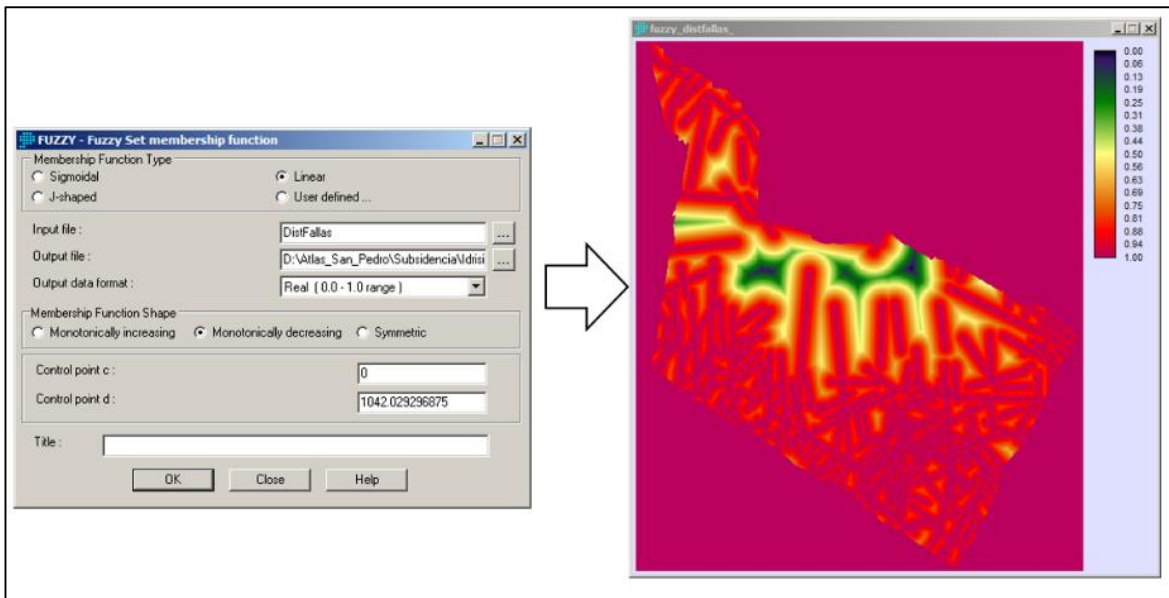 FUZZY - Fuzzy Set membership function
Membership Function Type
Sigmoidal
Linear
J-shaped
User defined ...
Input file :
DistFallas
...
Output file :
D:\Atlas_San_Pedro\Subsidencia\Idrisi
...
Output data format :
Real ( 0.0 - 1.0 range )
Membership Function Shape
Monotonically increasing
Monotonically decreasing
Symmetric
Control point c :
0
Control point d :
1042.029296875
Title :
OK
Close
Help
fuzzy_distfallas_
0.00
0.06
0.13
0.19
0.25
0.31
0.38
0.44
0.50
0.56
0.63
0.69
0.75
0.81
0.88
0.94
1.00